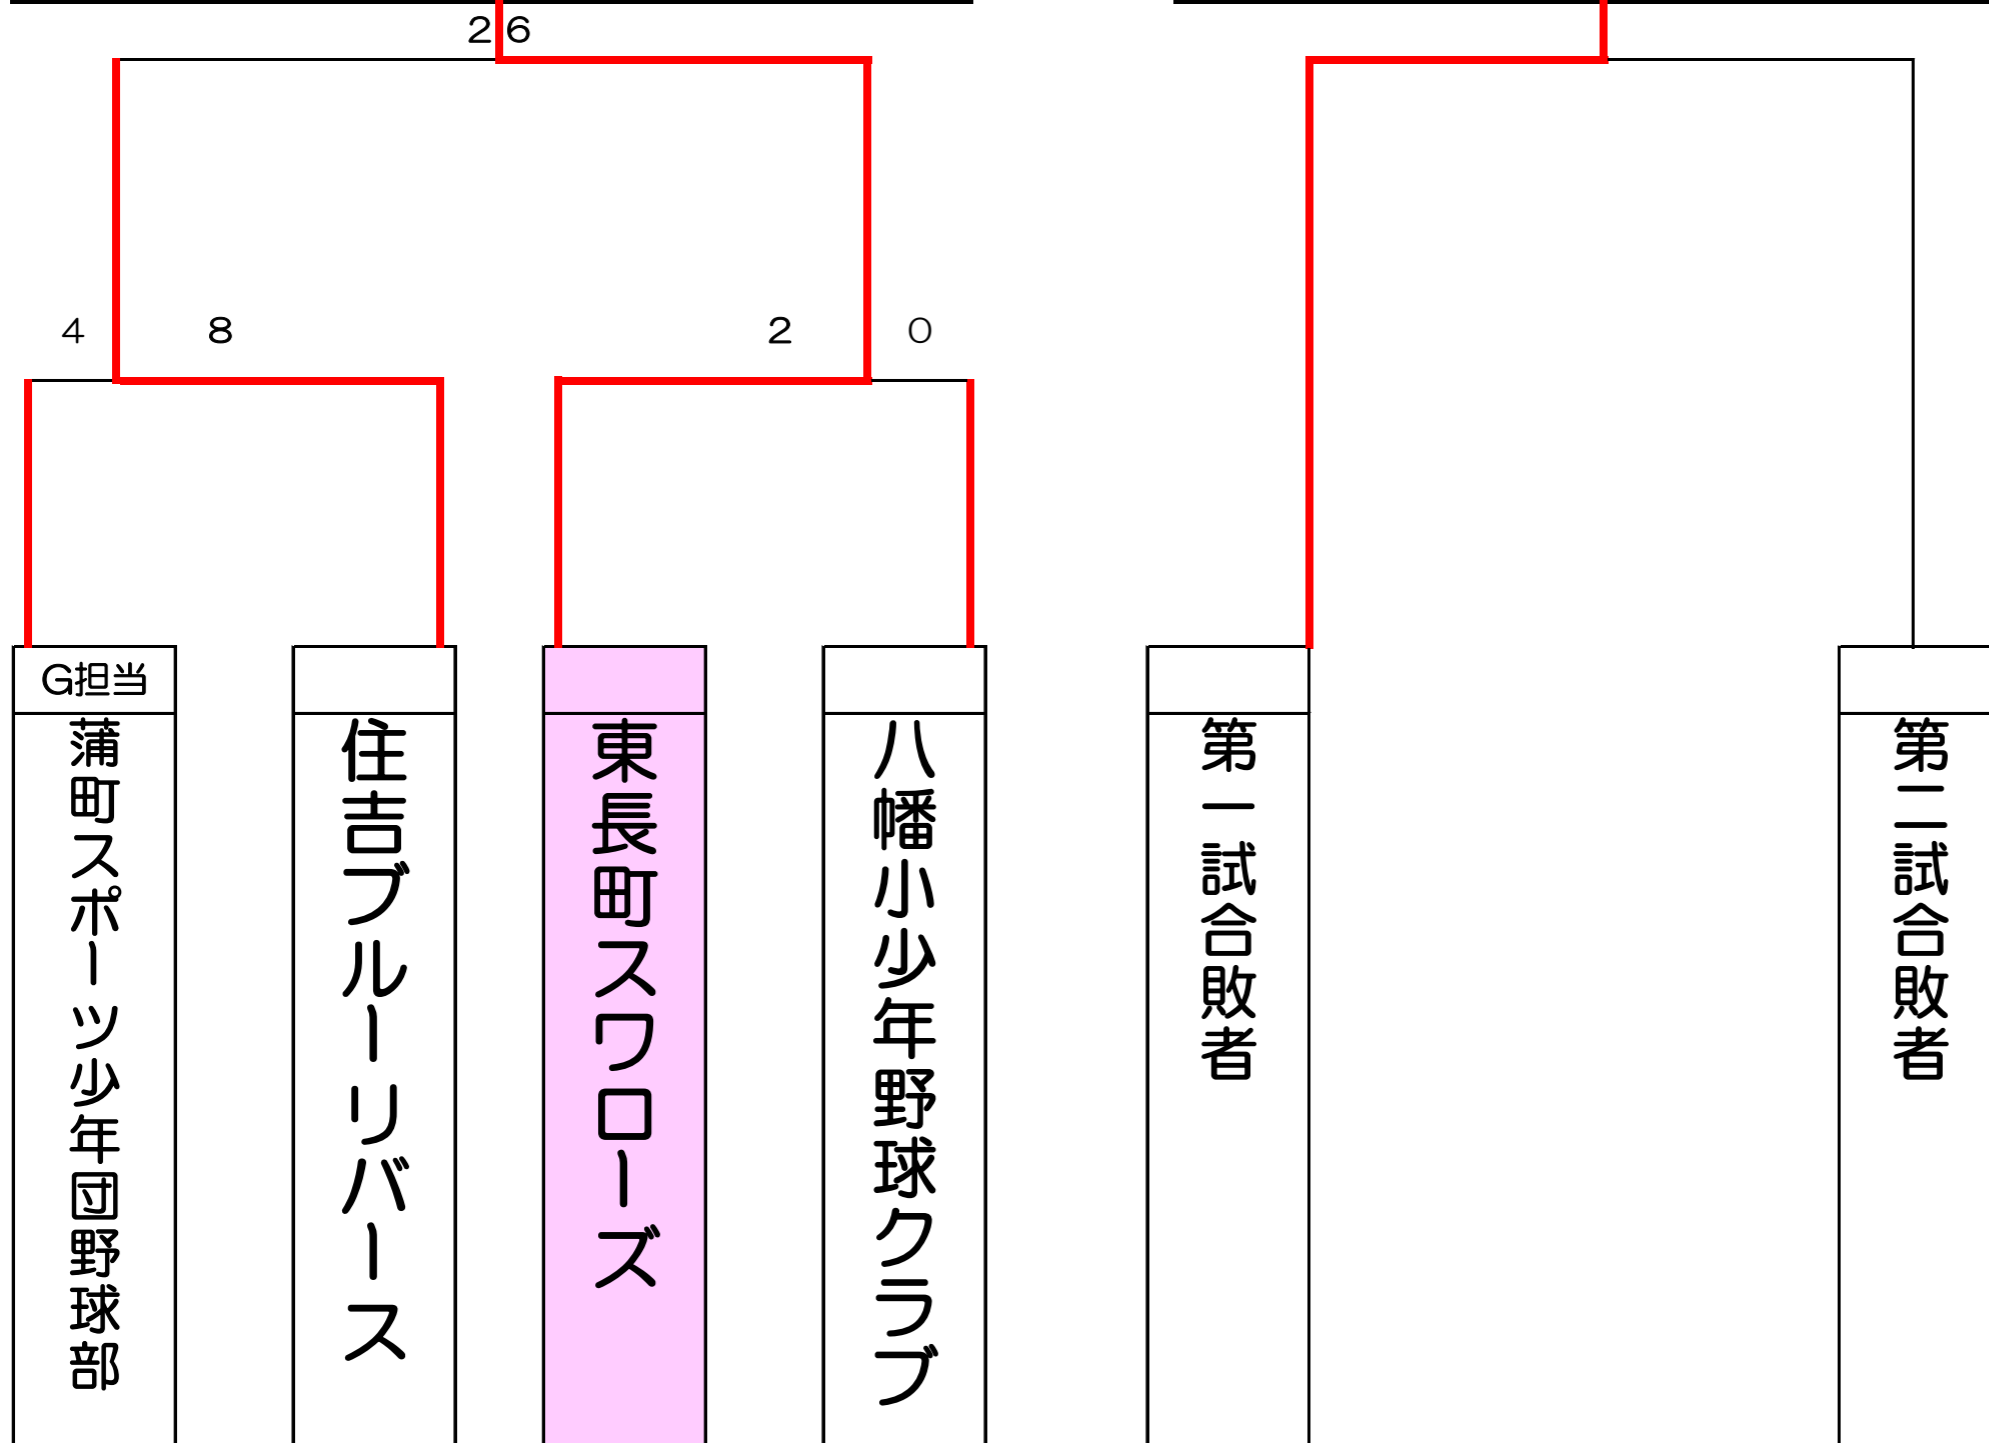 ２６
４ ８ ２ ０
G担当
蒲町スポーツ少年団野球部
住吉ブルーリバース
東長町スワローズ
八幡小少年野球クラブ
第一試合敗者
第二試合敗者